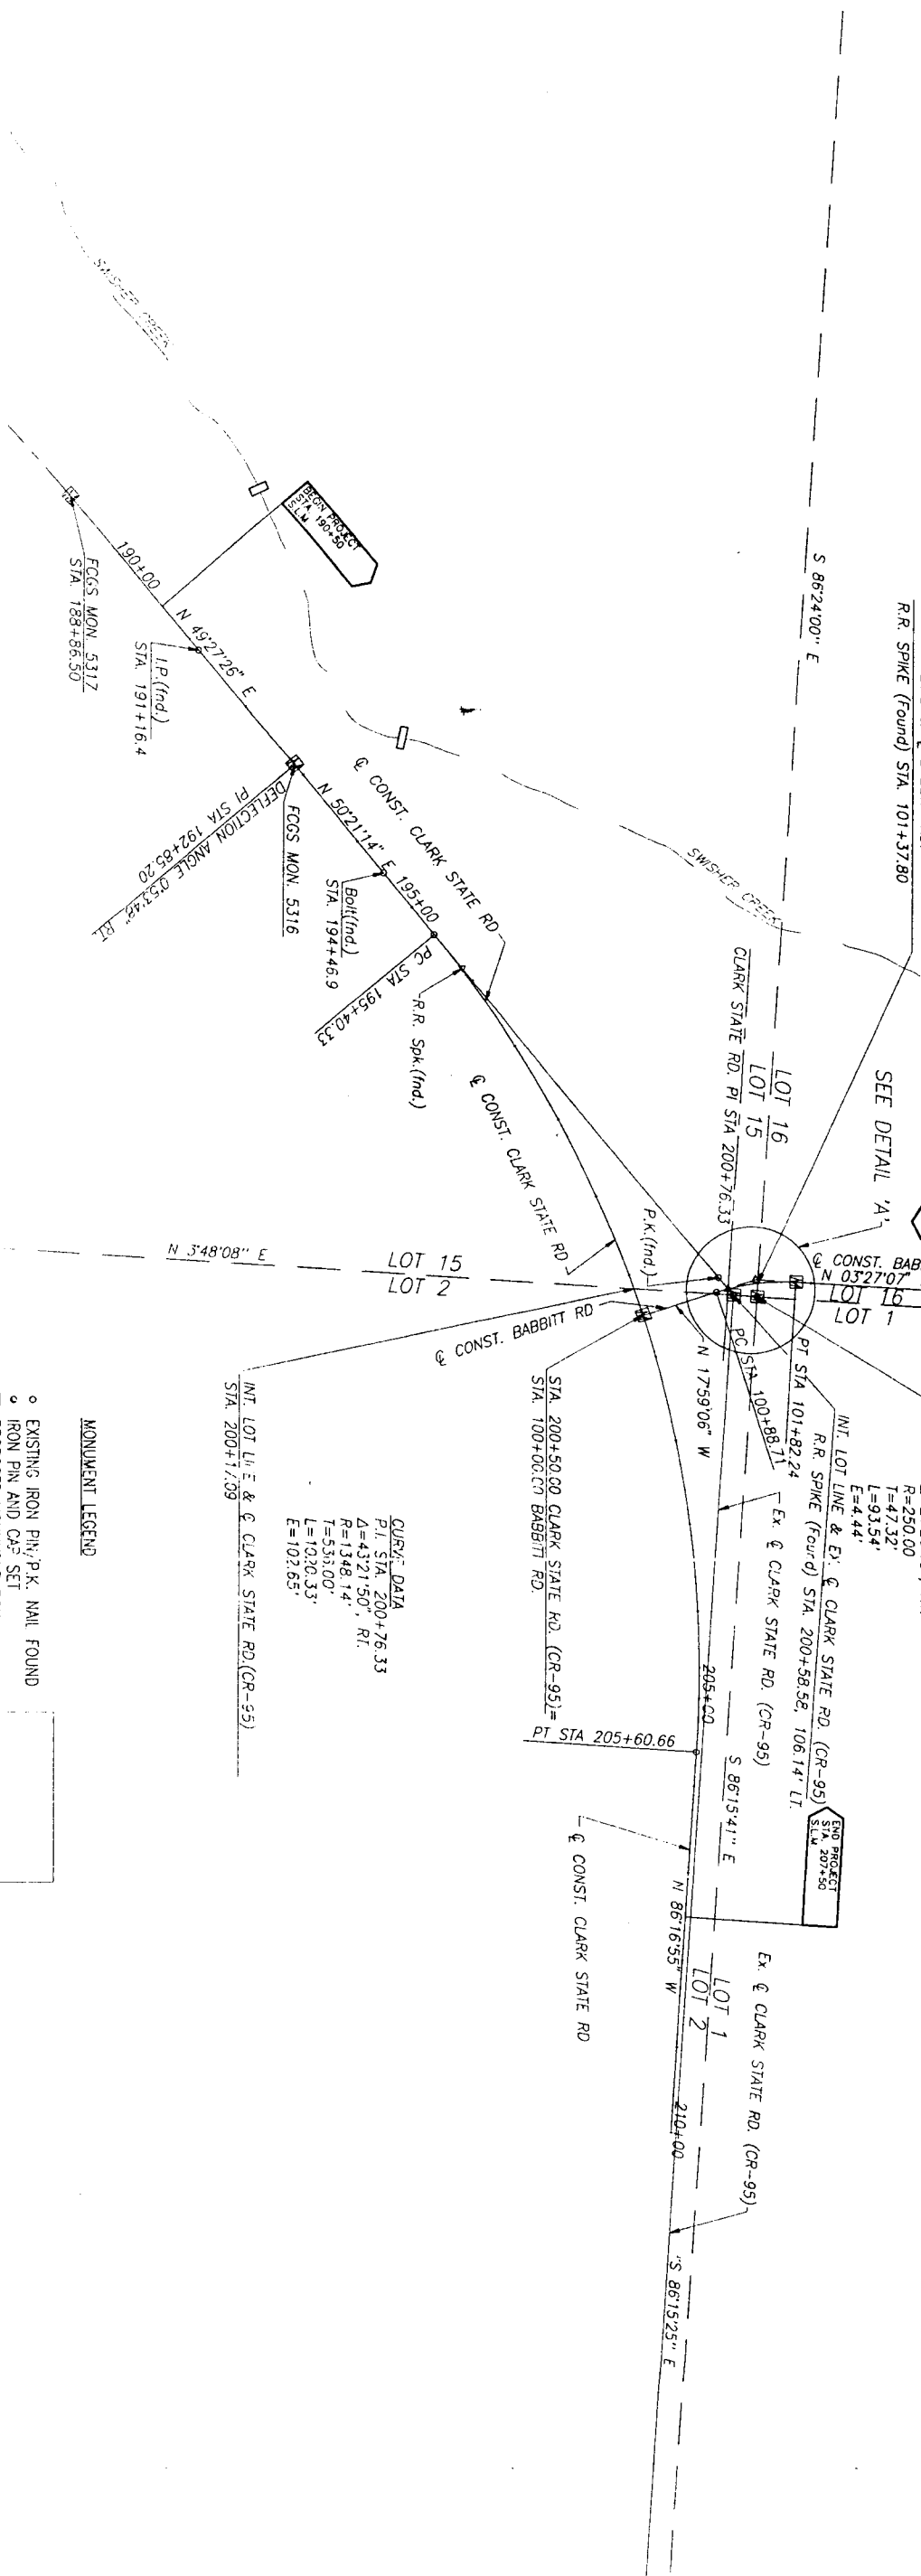 R.R. SPIKE (Found) STA. 101+37.80
S 86°24'00" E
SWISHER CREEK
SWISHER CREEK
BEGIN PROJECT
STA. 190+50
S.L.M.
FCGS MON. 5317
STA. 188+86.50
190+00
N 49°27'26" E
I.P.(fnd.)
STA. 191+16.4
FCGS MON. 5316
DEFLECTION ANGLE 0°53'48" RT.
PI STA 192+85.20
N 50°21'14" E
Bolt(fnd.)
STA. 194+46.9
195+00
PC STA 195+40.33
R.R. Spk.(fnd.)
℄ CONST. CLARK STATE RD
℄ CONST. CLARK STATE RD
CLARK STATE RD. PI STA 200+76.33
LOT 16
LOT 15
SEE DETAIL 'A'
℄ CONST. BAB
N 03°27'07"
LOT 16
LOT 1
N 3°48'08" E
LOT 15
LOT 2
P.K.(fnd.)
℄ CONST. BABBITT RD
N 17°59'06" W
PC STA 100+88.71
PT STA 101+82.24
INT. LOT LINE & EX. ℄ CLARK STATE RD. (CR-95)
R.R. SPIKE (Found) STA. 200+58.58, 106.14' LT.
R=250.00
T=47.32'
L=93.54'
E=4.44'
STA. 200+50.00 CLARK STATE RD. (CR-95)=
STA. 100+00.00 BABBITT RD.
INT. LOT LINE & ℄ CLARK STATE RD.(CR-95)
STA. 200+17.09
CURVE DATA
P.I. STA. 200+76.33
Δ=43°21'50", RT.
R=1348.14'
T=536.00'
L=1020.33'
E=102.65'
Ex. ℄ CLARK STATE RD. (CR-95)
205+00
PT STA 205+60.66
S 86°15'41" E
END PROJECT
STA. 207+50
S.L.M.
℄ CONST. CLARK STATE RD
N 86°16'55" W
LOT 1
LOT 2
Ex. ℄ CLARK STATE RD. (CR-95)
210+00
S 86°15'25" E
MONUMENT LEGEND
EXISTING IRON PIN/P.K. NAIL FOUND
IRON PIN AND CAP SET